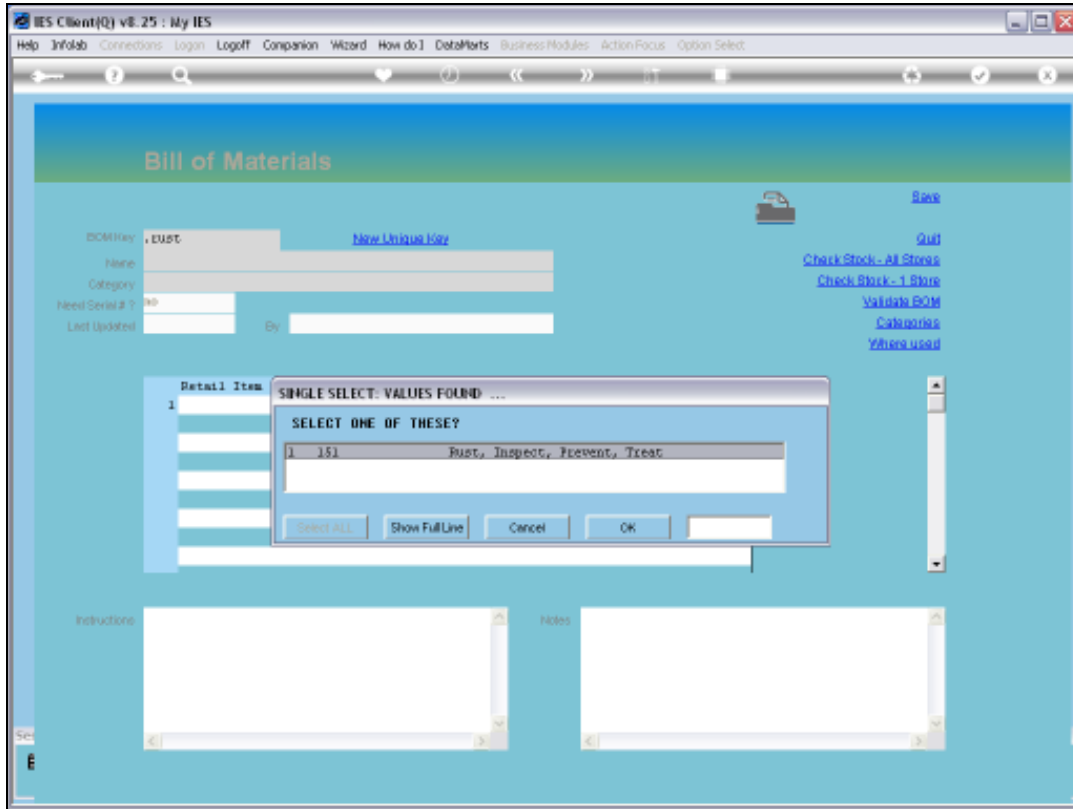 IES Client(Q) v8.25 : My IES
Help Infolab Connections Logon Logoff Companion Wizard How do I DataMarts Business Modules Action Focus Option Select
Bill of Materials
Save
BOM Key .rust New Unique Key Quit
Name Check Stock - All Stores
Category Check Stock - 1 Store
Need Serial # ? no Validate BOM
Last Updated By Categories
Where used
Retail Item
1
SINGLE SELECT: VALUES FOUND ...
SELECT ONE OF THESE?
1 151 Rust, Inspect, Prevent, Treat
Select ALL Show Full Line Cancel OK
Instructions Notes
Se